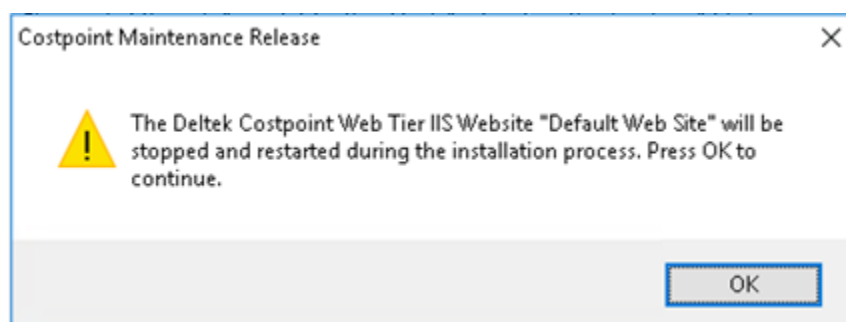 Costpoint Maintenance Release
The Deltek Costpoint Web Tier IIS Website "Default Web Site" will be
stopped and restarted during the installation process. Press OK to
continue.
OK